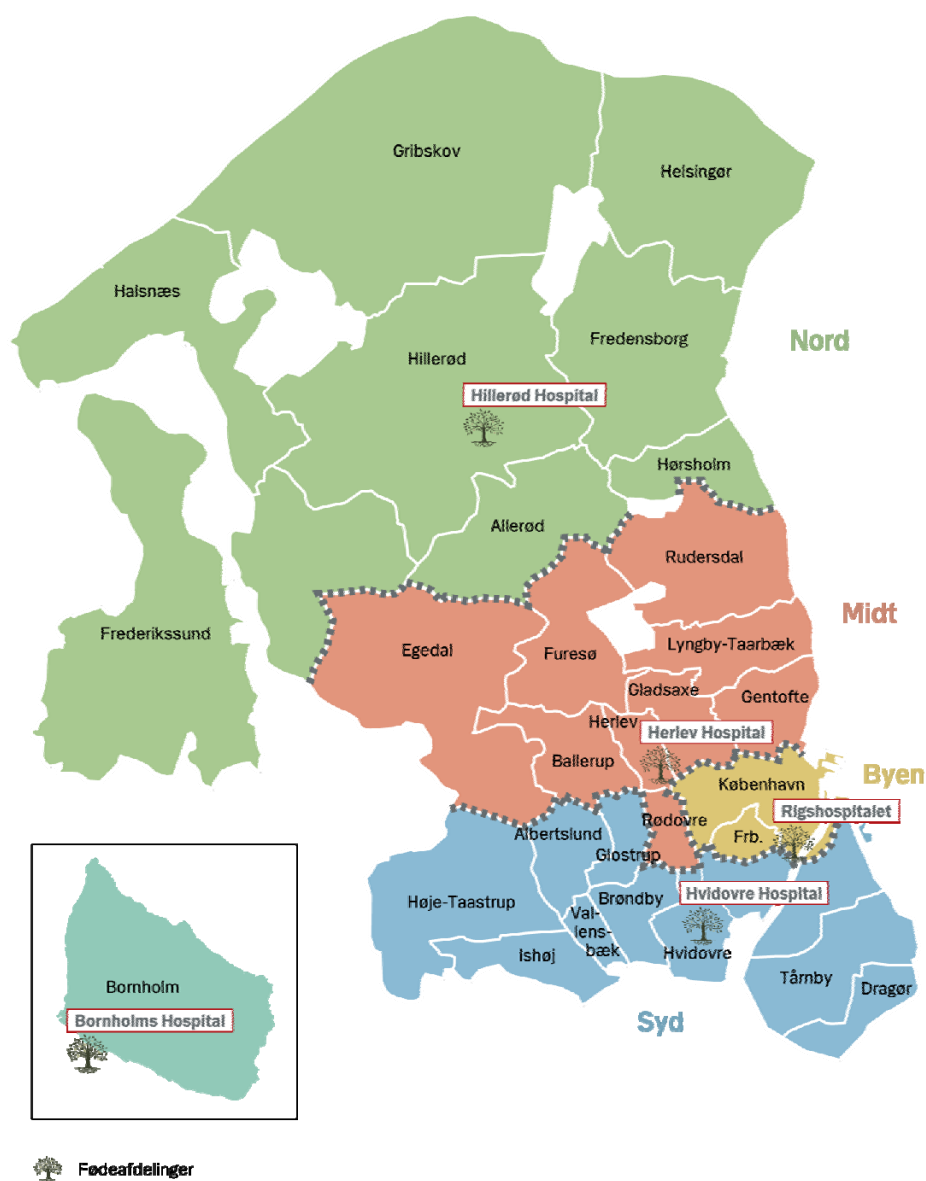 Gribskov
Helsingør
Halsnæs
Nord
Fredensborg
Hillerød
Hillerød Hospital
Hørsholm
Allerød
Rudersdal
Midt
Frederikssund
Egedal
Furesø
Lyngby-Taarbæk
Gladsaxe
Gentofte
Herlev
Herlev Hospital
Ballerup
København
Byen
Rigshospitalet
Rødovre
Albertslund
Frb.
Glostrup
Hvidovre Hospital
Høje-Taastrup
Brøndby
Val-
lens-
bæk
Ishøj
Hvidovre
Tårnby
Dragør
Syd
Bornholm
Bornholms Hospital
Fødeafdelinger